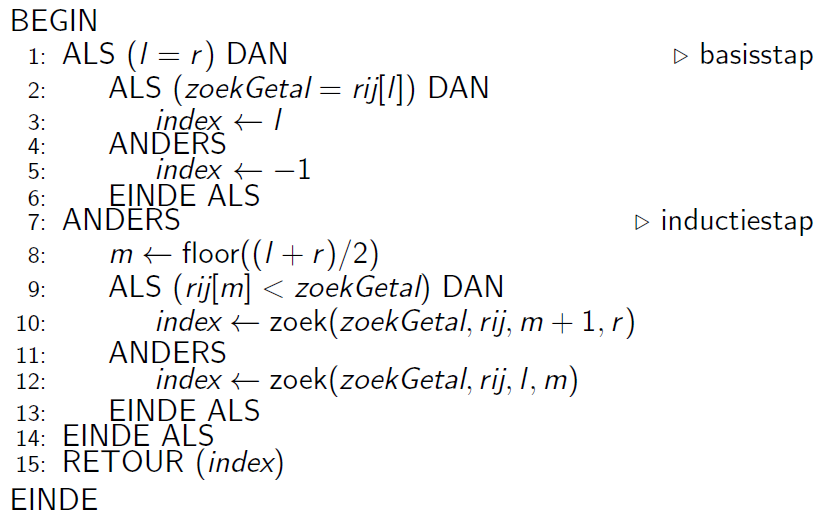 BEGIN
1: ALS (l = r) DAN ▷ basisstap
2: ALS (zoekGetal = rij[l]) DAN
3: index ← l
4: ANDERS
5: index ← −1
6: EINDE ALS
7: ANDERS ▷ inductiestap
8: m ← floor((l + r)/2)
9: ALS (rij[m] < zoekGetal) DAN
10: index ← zoek(zoekGetal, rij, m + 1, r)
11: ANDERS
12: index ← zoek(zoekGetal, rij, l, m)
13: EINDE ALS
14: EINDE ALS
15: RETOUR (index)
EINDE